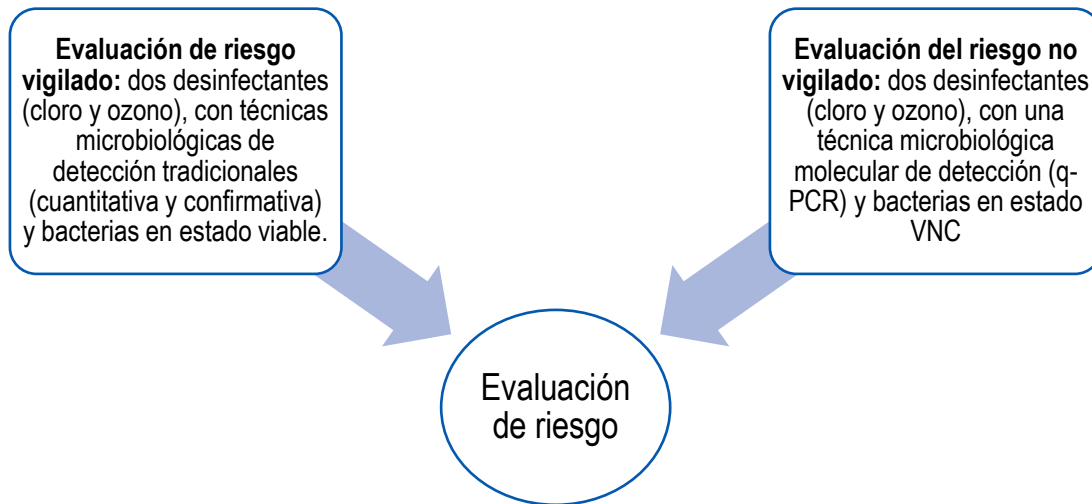 Evaluación de riesgo
vigilado: dos desinfectantes
(cloro y ozono), con técnicas
microbiológicas de
detección tradicionales
(cuantitativa y confirmativa)
y bacterias en estado viable.
Evaluación del riesgo no
vigilado: dos desinfectantes
(cloro y ozono), con una
técnica microbiológica
molecular de detección (q-
PCR) y bacterias en estado
VNC
Evaluación
de riesgo